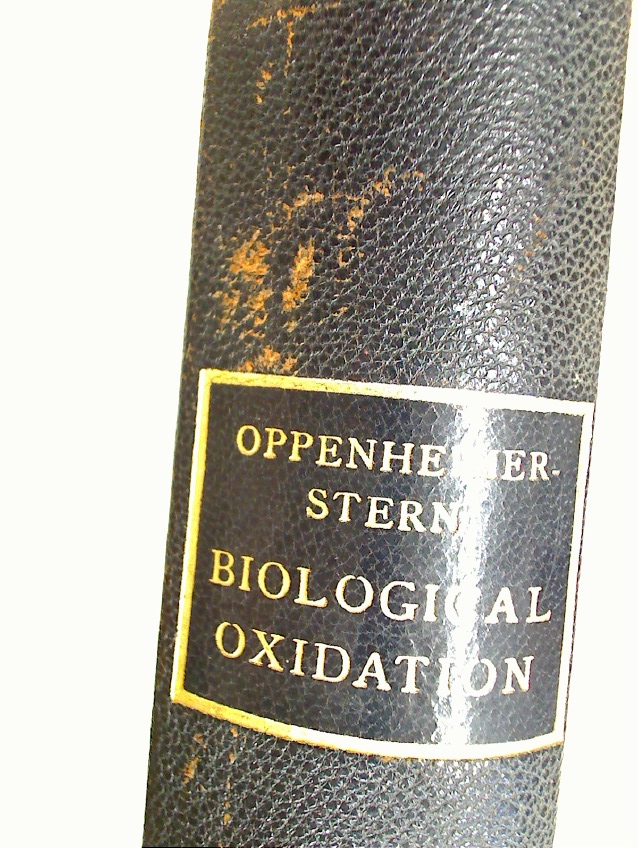 OPPENHEIMER-
STERN
BIOLOGICAL
OXIDATION